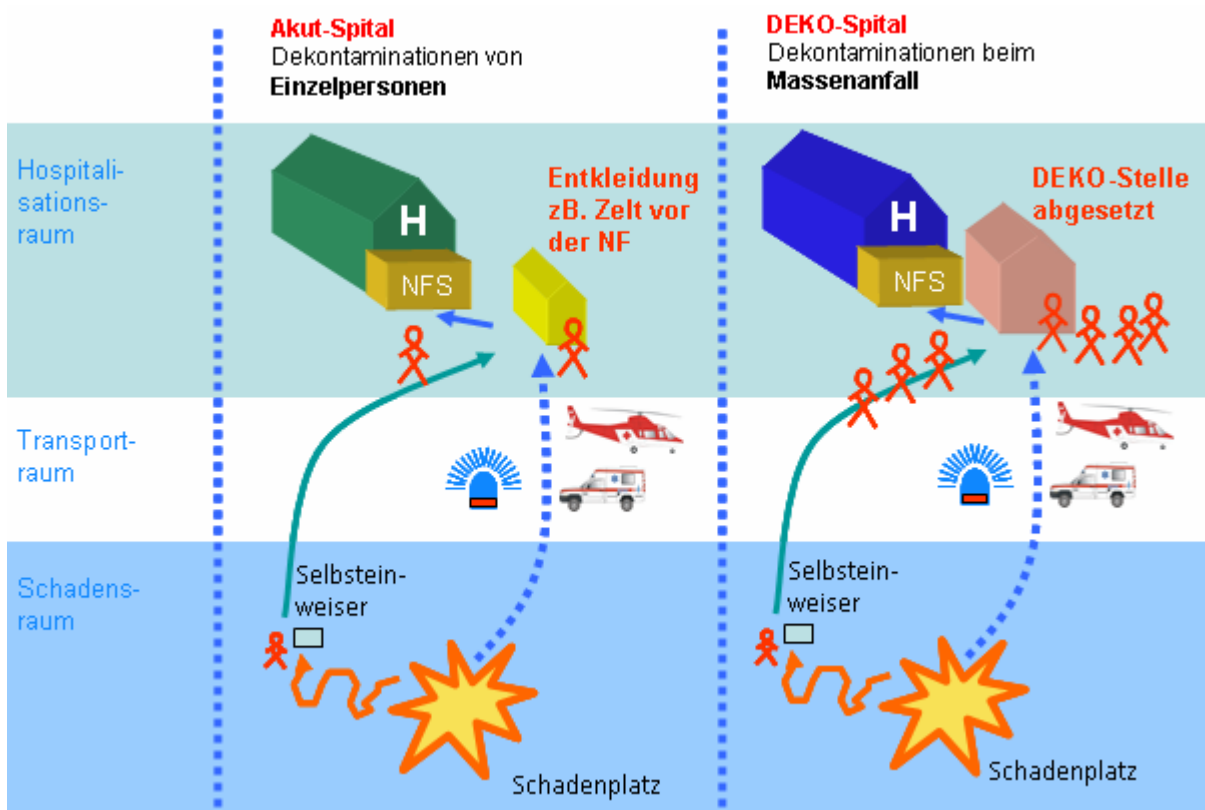 Akut-Spital
Dekontaminationen von
Einzelpersonen
DEKO-Spital
Dekontaminationen beim
Massenanfall
Hospitali-
sations-
raum
H
NFS
Entkleidung
zB. Zelt vor
der NF
H
NFS
DEKO-Stelle
abgesetzt
Transport-
raum
Schadens-
raum
Selbstein-
weiser
Schadenplatz
Selbstein-
weiser
Schadenplatz